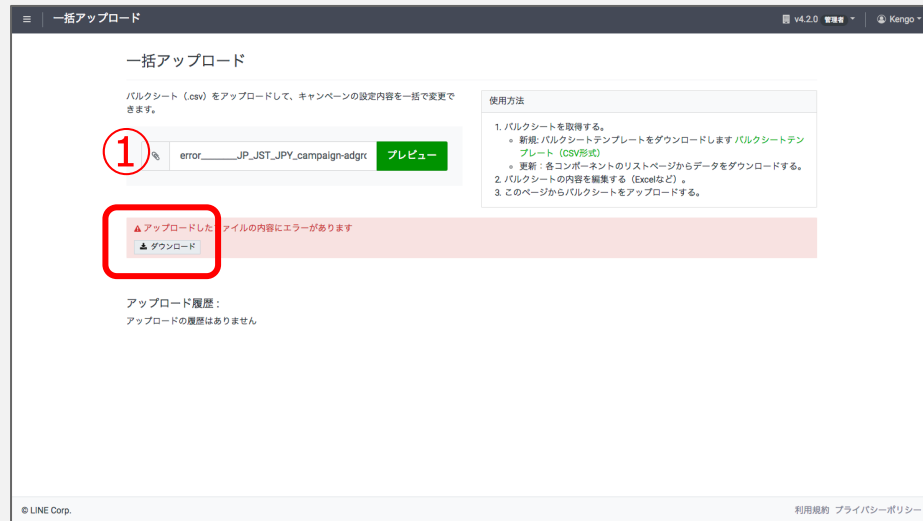 一括アップロード
v4.2.0 管理者
Kengo
一括アップロード
バルクシート（.csv）をアップロードして、キャンペーンの設定内容を一括で変更で
きます。
①
error_______JP_JST_JPY_campaign-adgr
プレビュー
使用方法
1. バルクシートを取得する。
新規: バルクシートテンプレートをダウンロードします バルクシートテン
プレート（CSV形式）
更新：各コンポーネントのリストページからデータをダウンロードする。
2. バルクシートの内容を編集する（Excelなど）。
3. このページからバルクシートをアップロードする。
アップロードしたファイルの内容にエラーがあります
ダウンロード
アップロード履歴 :
アップロードの履歴はありません
© LINE Corp.
利用規約 プライバシーポリシー